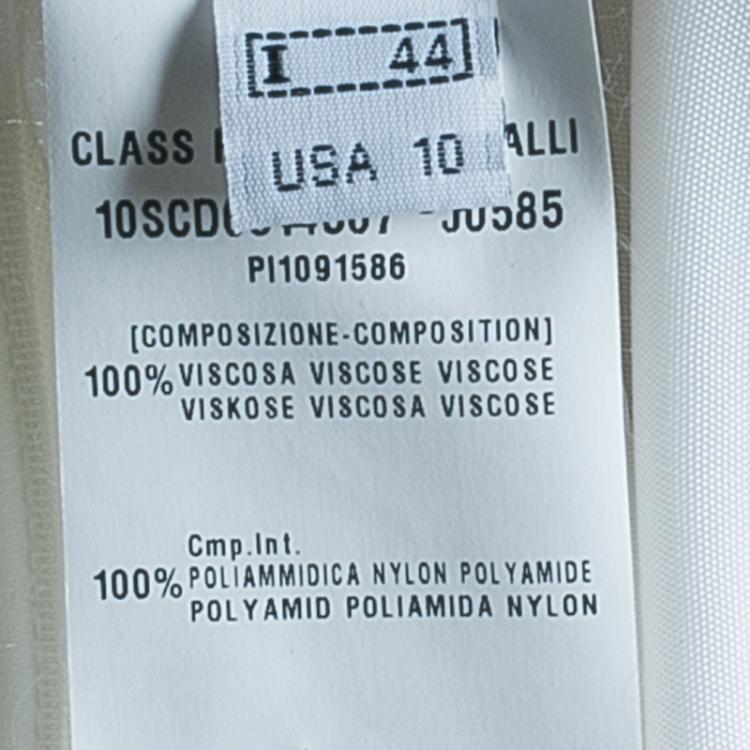 I 44
USA 10
CLASS ALLI
J0585
PI1091586
[COMPOSIZIONE-COMPOSITION]
100% VISCOSA VISCOSE VISCOSE
VISKOSE VISCOSA VISCOSE
Cmp.Int.
100% POLIAMMIDICA NYLON POLYAMIDE
POLYAMID POLIAMIDA NYLON